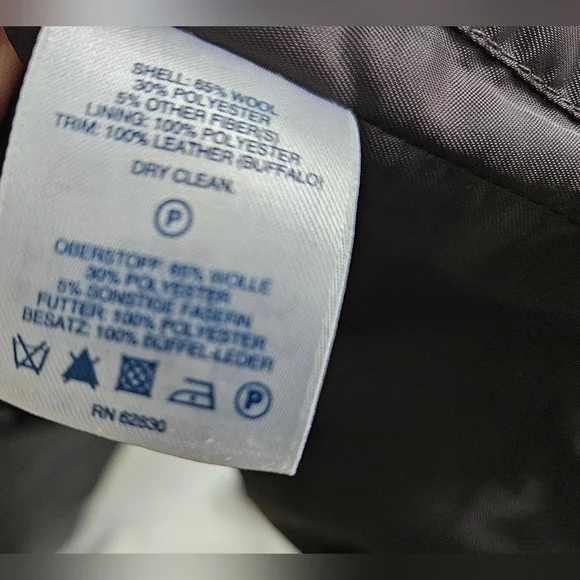 SHELL: 65% WOOL
30% POLYESTER
5% OTHER FIBER(S)
LINING: 100% POLYESTER
TRIM: 100% LEATHER (BUFFALO)
DRY CLEAN.
P
OBERSTOFF: 65% WOLLE
30% POLYESTER
5% SONSTIGE FASERN
FUTTER: 100% POLYESTER
BESATZ: 100% BÜFFEL-LEDER
P
RN 62830